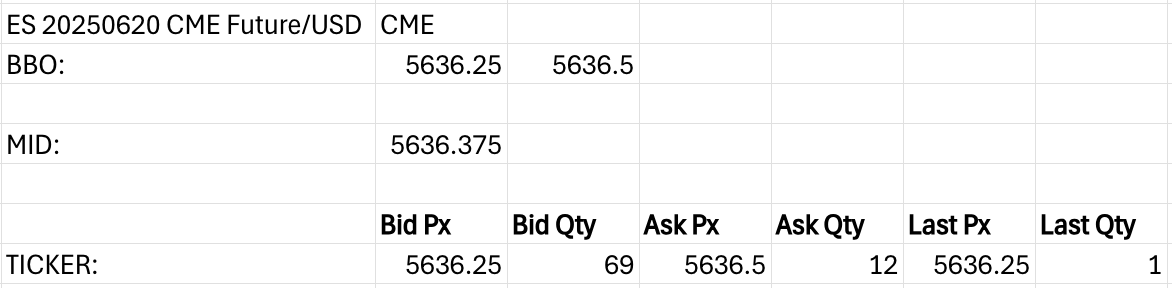 ES 20250620 CME Future/USD CME
BBO: 5636.25 5636.5
MID: 5636.375
Bid Px Bid Qty Ask Px Ask Qty Last Px Last Qty
TICKER: 5636.25 69 5636.5 12 5636.25 1